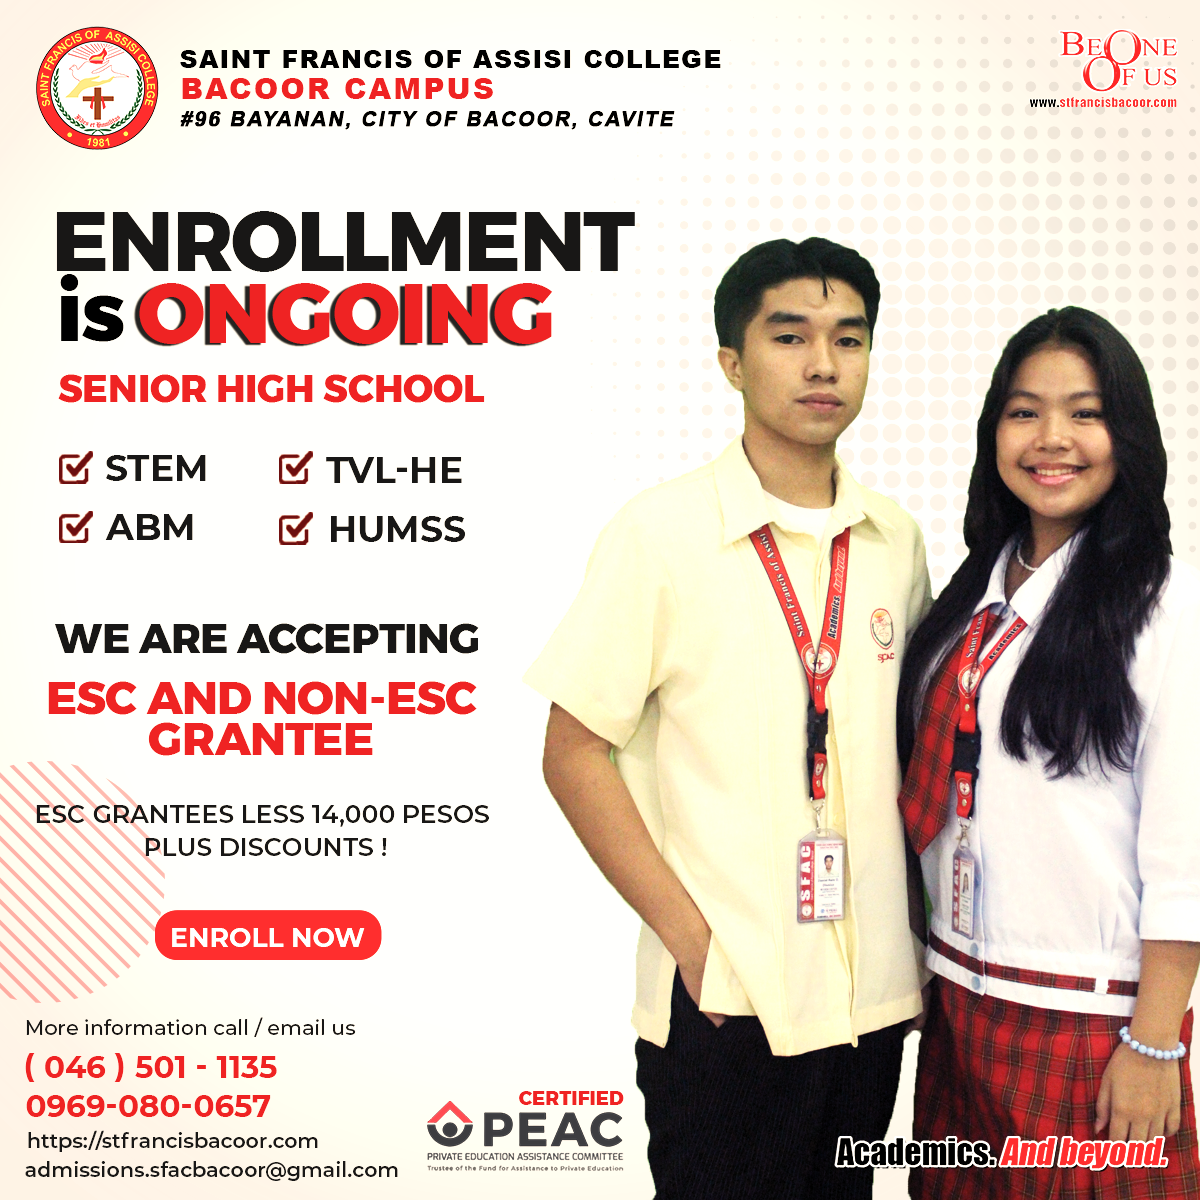 SAINT FRANCIS OF ASSISI COLLEGE
1981
SAINT FRANCIS OF ASSISI COLLEGE
BACOOR CAMPUS
#96 BAYANAN, CITY OF BACOOR, CAVITE
BE ONE
OF US
www.stfrancisbacoor.com
ENROLLMENT
is ONGOING
SENIOR HIGH SCHOOL
STEM
TVL-HE
ABM
HUMSS
WE ARE ACCEPTING
ESC AND NON-ESC
GRANTEE
ESC GRANTEES LESS 14,000 PESOS
PLUS DISCOUNTS !
ENROLL NOW
More information call / email us
( 046 ) 501 - 1135
0969-080-0657
https://stfrancisbacoor.com
admissions.sfacbacoor@gmail.com
CERTIFIED
PEAC
PRIVATE EDUCATION ASSISTANCE COMMITTEE
Trustee of the Fund for Assistance to Private Education
Saint Francis of Assisi
Academics.
sfac
SFAC
Saint
Academics
SFAC
Academics. And beyond.